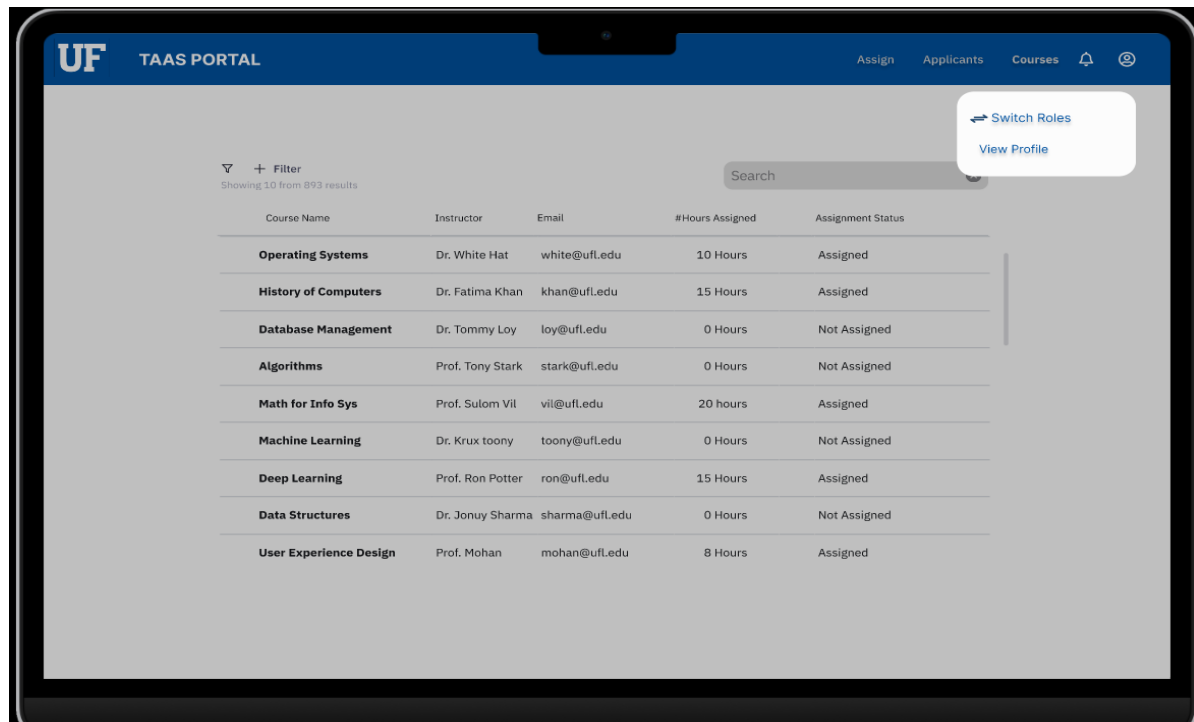 UF TAAS PORTAL Assign Applicants Courses
Switch Roles
View Profile
+ Filter
Showing 10 from 893 results
Search
Course Name Instructor Email #Hours Assigned Assignment Status
Operating Systems Dr. White Hat white@ufl.edu 10 Hours Assigned
History of Computers Dr. Fatima Khan khan@ufl.edu 15 Hours Assigned
Database Management Dr. Tommy Loy loy@ufl.edu 0 Hours Not Assigned
Algorithms Prof. Tony Stark stark@ufl.edu 0 Hours Not Assigned
Math for Info Sys Prof. Sulom Vil vil@ufl.edu 20 hours Assigned
Machine Learning Dr. Krux toony toony@ufl.edu 0 Hours Not Assigned
Deep Learning Prof. Ron Potter ron@ufl.edu 15 Hours Assigned
Data Structures Dr. Jonuy Sharma sharma@ufl.edu 0 Hours Not Assigned
User Experience Design Prof. Mohan mohan@ufl.edu 8 Hours Assigned